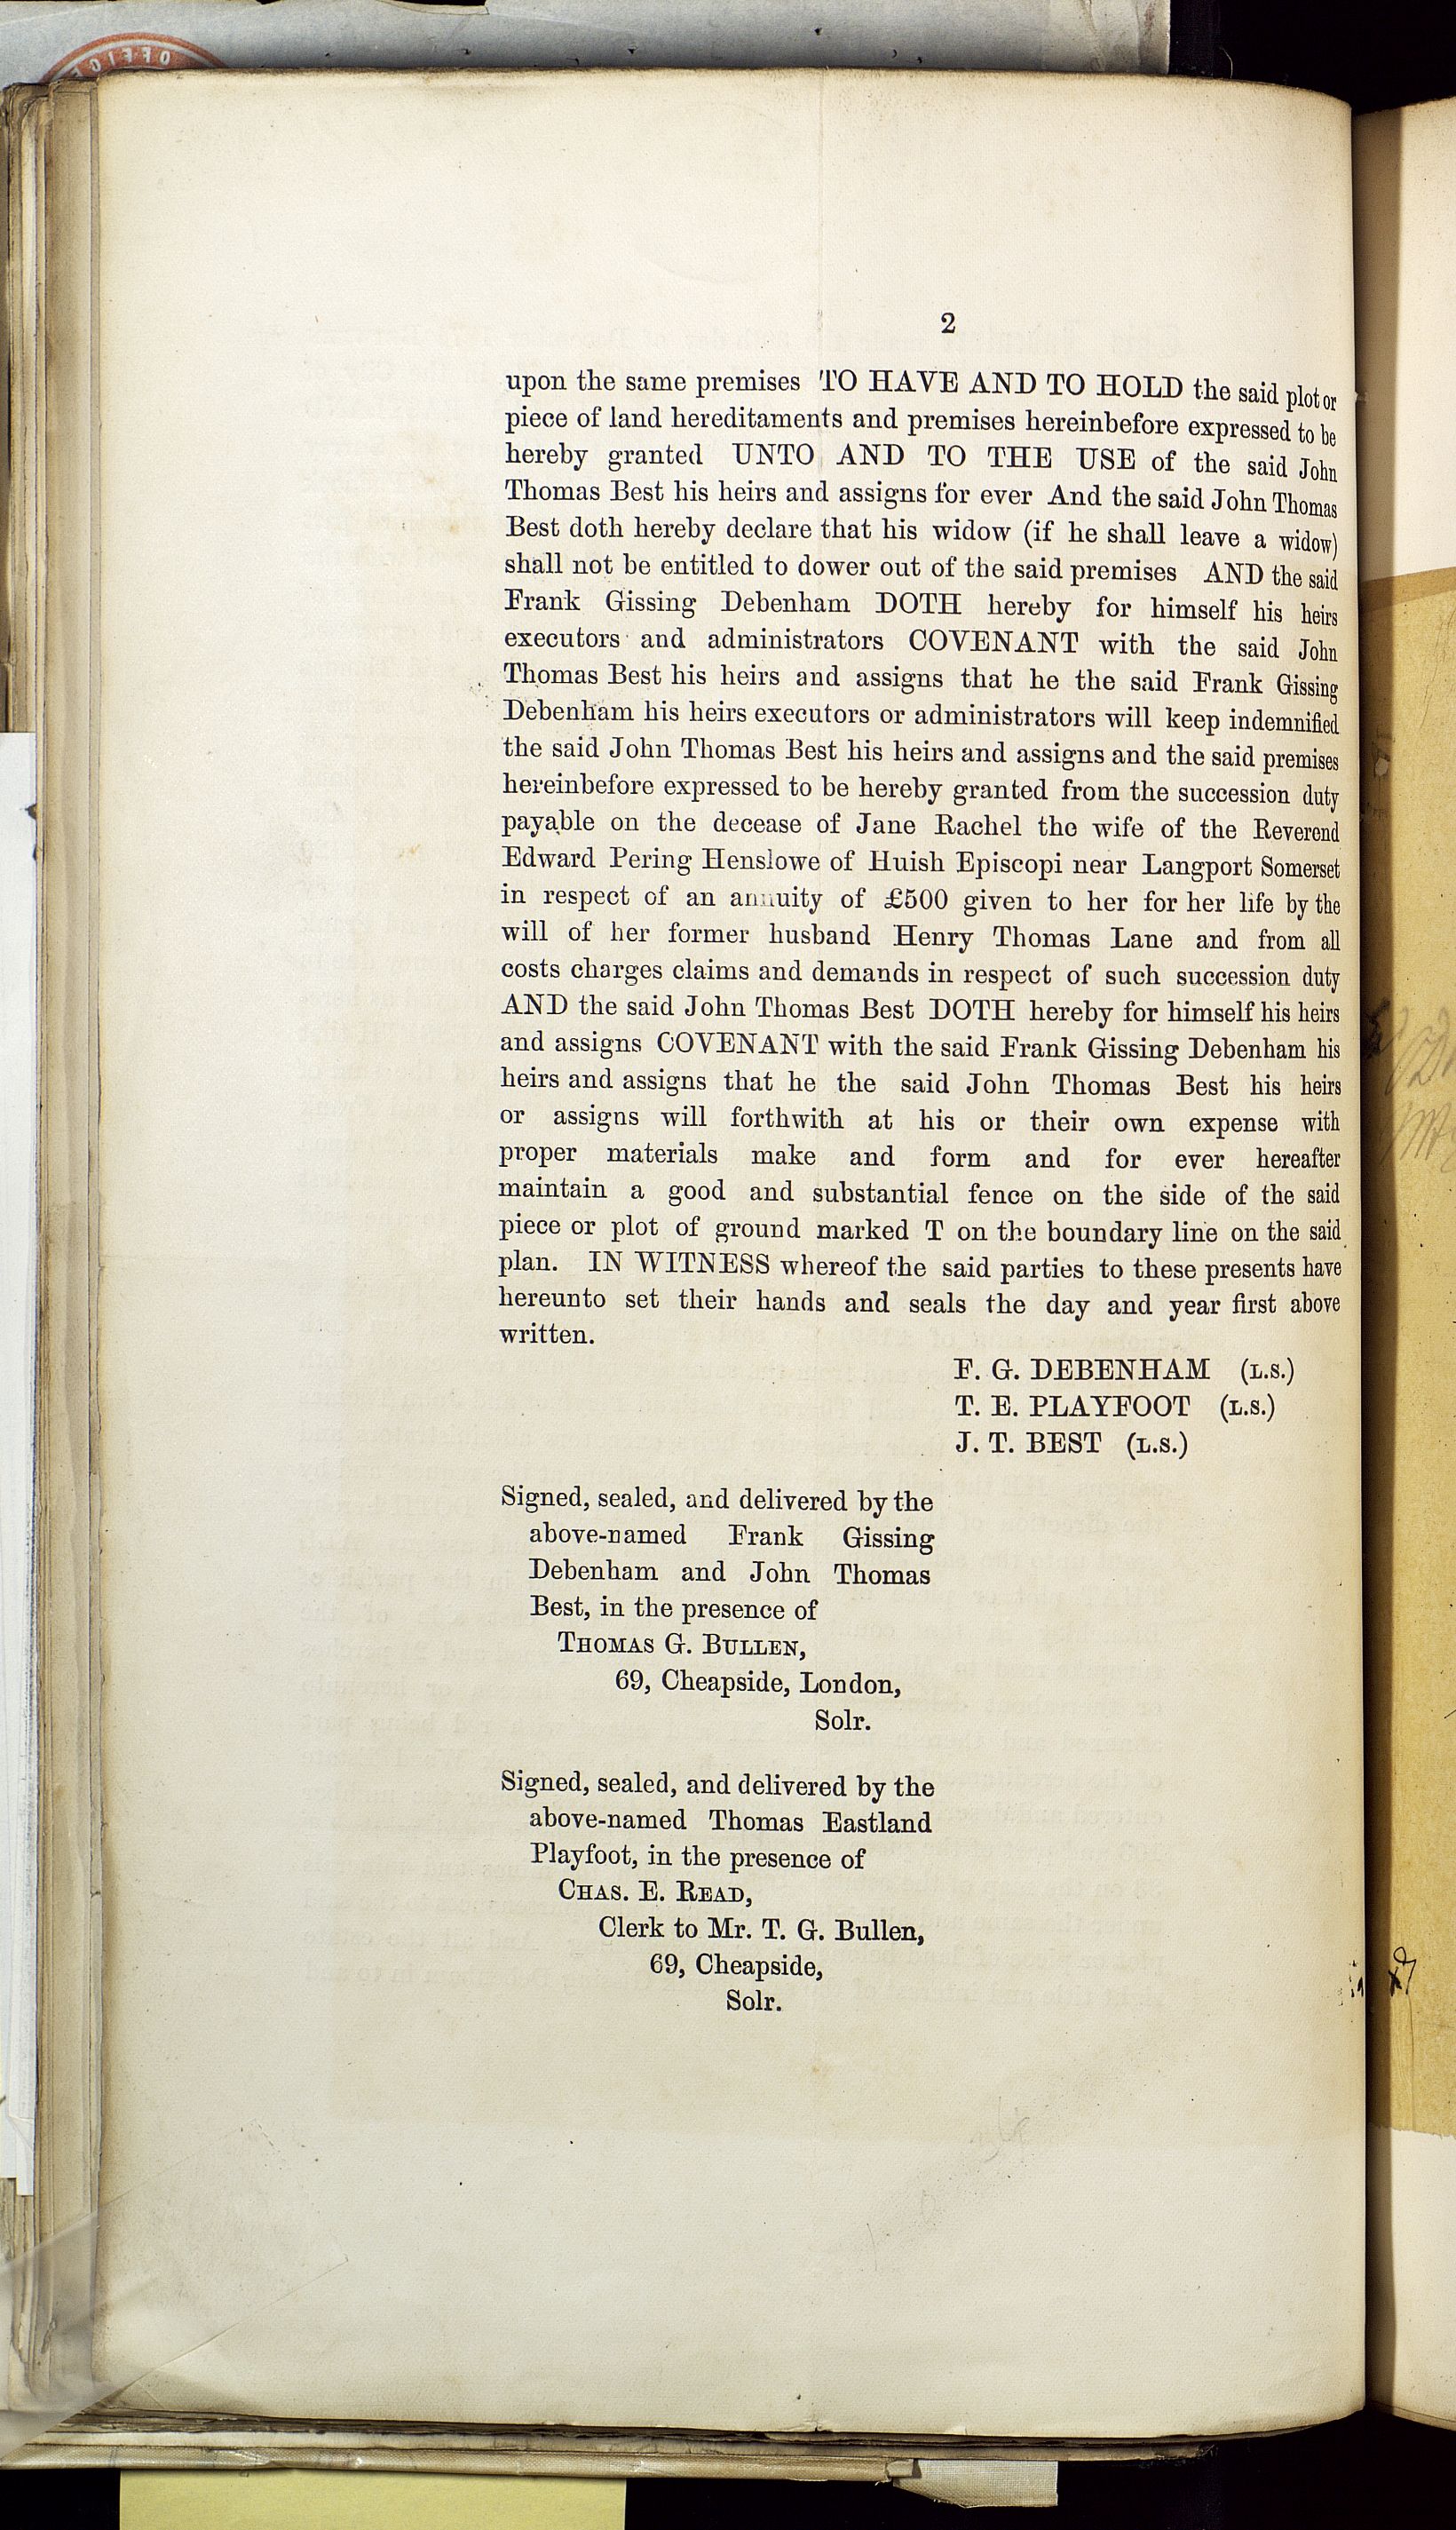 2
upon the same premises TO HAVE AND TO HOLD the said plot or
piece of land hereditaments and premises hereinbefore expressed to be
hereby granted UNTO AND TO THE USE of the said John
Thomas Best his heirs and assigns for ever And the said John Thomas
Best doth hereby declare that his widow (if he shall leave a widow)
shall not be entitled to dower out of the said premises AND the said
Frank Gissing Debenham DOTH hereby for himself his heirs
executors and administrators COVENANT with the said John
Thomas Best his heirs and assigns that he the said Frank Gissing
Debenham his heirs executors or administrators will keep indemnified
the said John Thomas Best his heirs and assigns and the said premises
hereinbefore expressed to be hereby granted from the succession duty
payable on the decease of Jane Rachel the wife of the Reverend
Edward Pering Henslowe of Huish Episcopi near Langport Somerset
in respect of an annuity of £500 given to her for her life by the
will of her former husband Henry Thomas Lane and from all
costs charges claims and demands in respect of such succession duty
AND the said John Thomas Best DOTH hereby for himself his heirs
and assigns COVENANT with the said Frank Gissing Debenham his
heirs and assigns that he the said John Thomas Best his heirs
or assigns will forthwith at his or their own expense with
proper materials make and form and for ever hereafter
maintain a good and substantial fence on the side of the said
piece or plot of ground marked T on the boundary line on the said
plan. IN WITNESS whereof the said parties to these presents have
hereunto set their hands and seals the day and year first above
written.
F. G. DEBENHAM (L.S.)
T. E. PLAYFOOT (L.S.)
J. T. BEST (L.S.)
Signed, sealed, and delivered by the
above-named Frank Gissing
Debenham and John Thomas
Best, in the presence of
THOMAS G. BULLEN,
69, Cheapside, London,
Solr.
Signed, sealed, and delivered by the
above-named Thomas Eastland
Playfoot, in the presence of
CHAS. E. READ,
Clerk to Mr. T. G. Bullen,
69, Cheapside,
Solr.